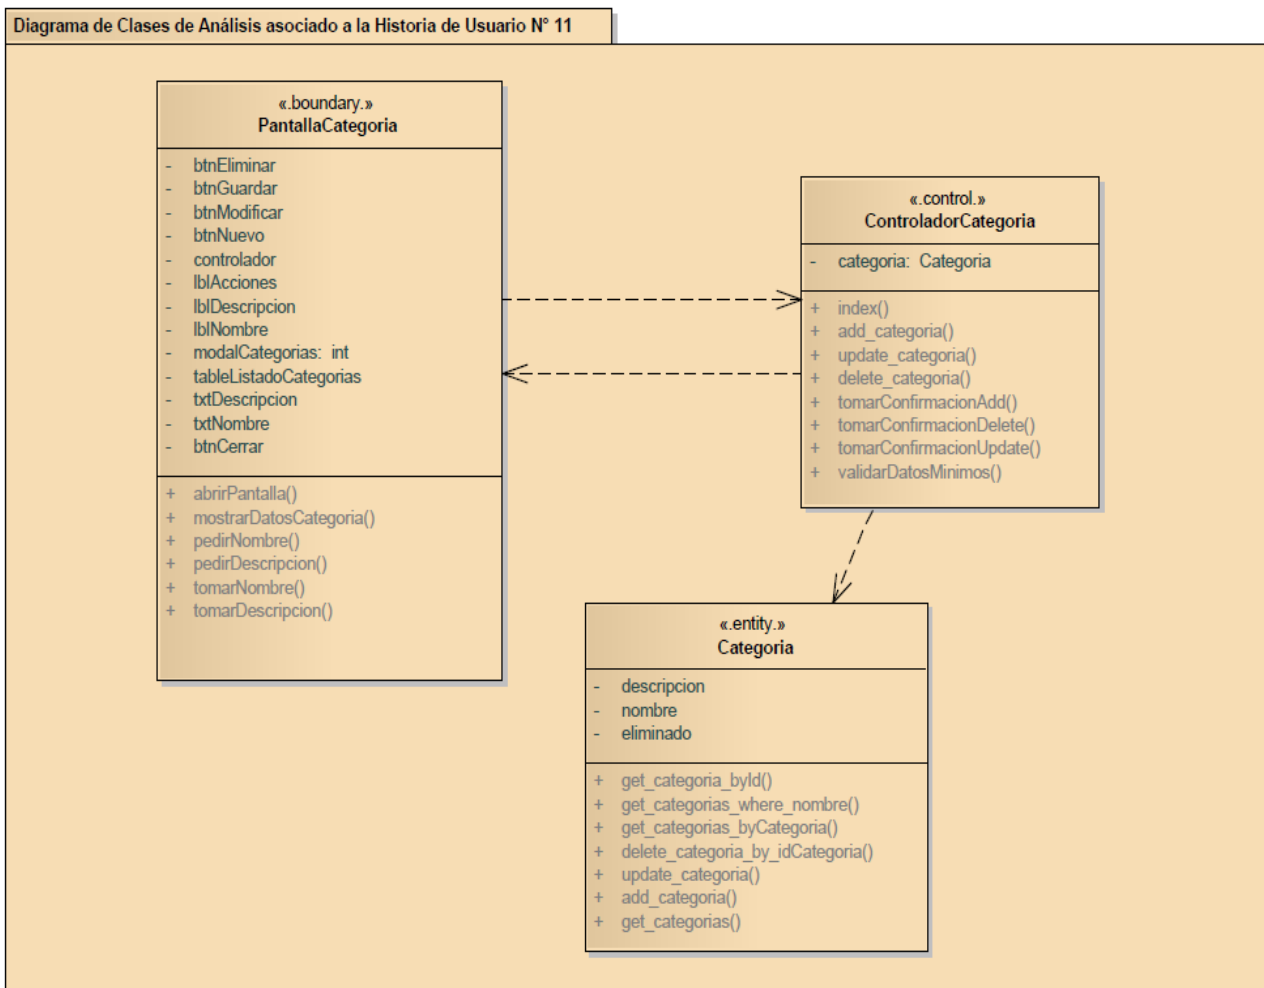 Diagrama de Clases de Análisis asociado a la Historia de Usuario N° 11
«.boundary.»
PantallaCategoria
- btnEliminar
- btnGuardar
- btnModificar
- btnNuevo
- controlador
- lblAcciones
- lblDescripcion
- lblNombre
- modalCategorias: int
- tableListadoCategorias
- txtDescripcion
- txtNombre
- btnCerrar
+ abrirPantalla()
+ mostrarDatosCategoria()
+ pedirNombre()
+ pedirDescripcion()
+ tomarNombre()
+ tomarDescripcion()
«.control.»
ControladorCategoria
- categoria: Categoria
+ index()
+ add_categoria()
+ update_categoria()
+ delete_categoria()
+ tomarConfirmacionAdd()
+ tomarConfirmacionDelete()
+ tomarConfirmacionUpdate()
+ validarDatosMinimos()
«.entity.»
Categoria
- descripcion
- nombre
- eliminado
+ get_categoria_byId()
+ get_categorias_where_nombre()
+ get_categorias_byCategoria()
+ delete_categoria_by_idCategoria()
+ update_categoria()
+ add_categoria()
+ get_categorias()